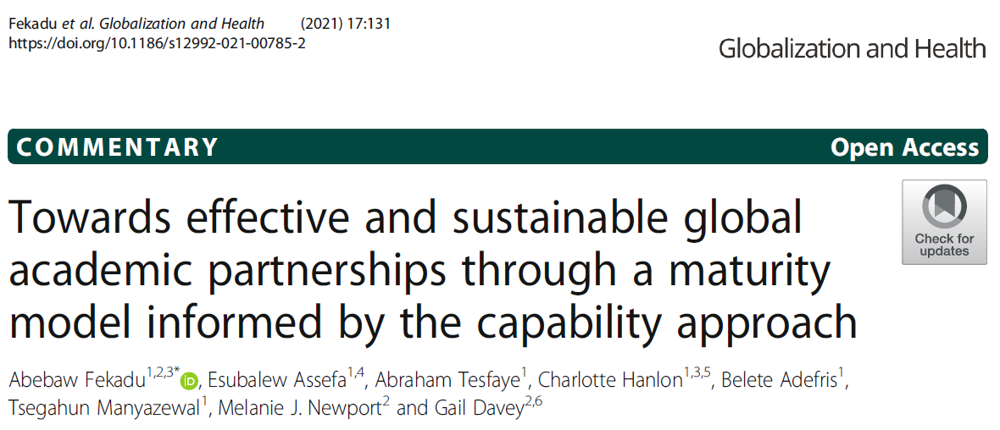 Fekadu et al. Globalization and Health (2021) 17:131
https://doi.org/10.1186/s12992-021-00785-2
Globalization and Health
COMMENTARY Open Access
Towards effective and sustainable global
academic partnerships through a maturity
model informed by the capability approach
Check for
updates
Abebaw Fekadu1,2,3* iD, Esubalew Assefa1,4, Abraham Tesfaye1, Charlotte Hanlon1,3,5, Belete Adefris1,
Tsegahun Manyazewal1, Melanie J. Newport2 and Gail Davey2,6